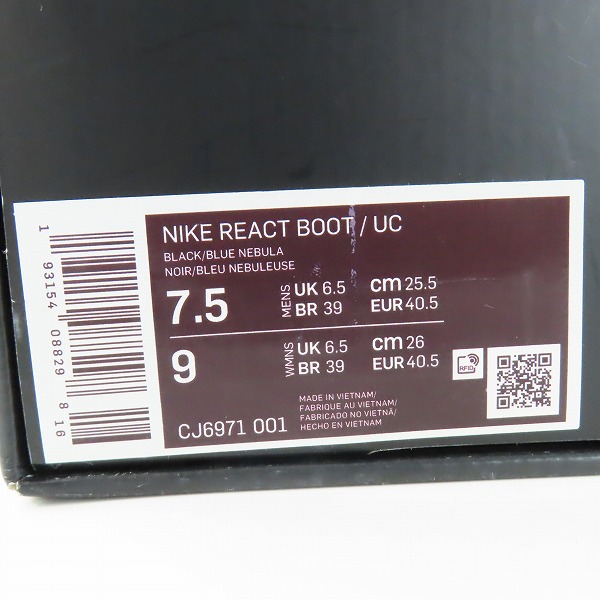 NIKE REACT BOOT / UC
BLACK/BLUE NEBULA
NOIR/BLEU NEBULEUSE
7.5 MENS UK 6.5 cm 25.5
BR 39 EUR 40.5
9 WMNS UK 6.5 cm 26
BR 39 EUR 40.5
RFID
CJ6971 001
MADE IN VIETNAM/
FABRIQUE AU VIETNAM/
FABRICADO NO VIETNÃ/
HECHO EN VIETNAM
1 93154 08829 8 16